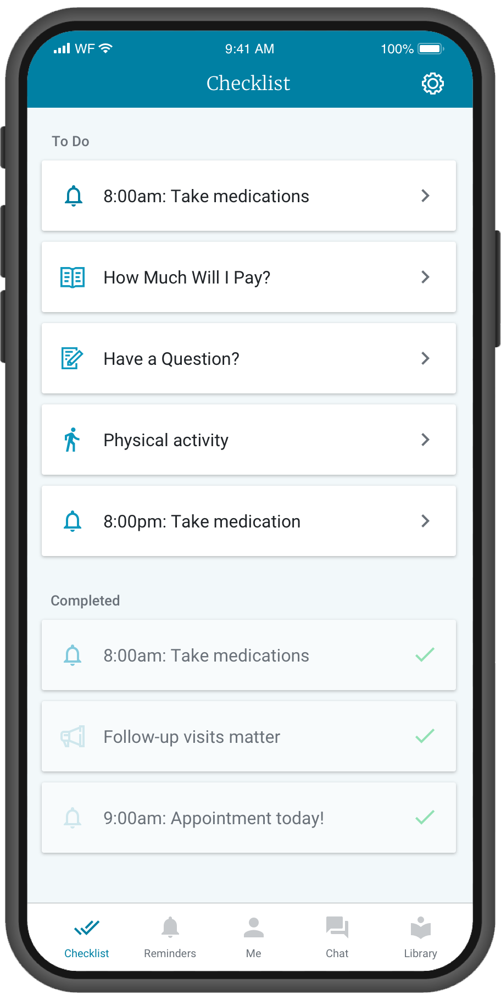 WF 9:41 AM 100%
Checklist
To Do
8:00am: Take medications
How Much Will I Pay?
Have a Question?
Physical activity
8:00pm: Take medication
Completed
8:00am: Take medications
Follow-up visits matter
9:00am: Appointment today!
Checklist Reminders Me Chat Library